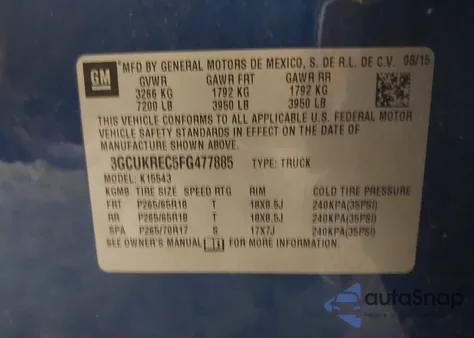 GM
*MFD BY GENERAL MOTORS DE MEXICO, S. DE R.L. DE C.V. 08/15
GVWR GAWR FRT GAWR RR
3266 KG 1792 KG 1792 KG
7200 LB 3950 LB 3950 LB
THIS VEHICLE CONFORMS TO ALL APPLICABLE U.S. FEDERAL MOTOR
VEHICLE SAFETY, BUMPER, AND THEFT PREVENTION STANDARDS IN
EFFECT ON THE DATE OF MANUFACTURE SHOWN ABOVE.
3GCUKREC5FG477885 TYPE: TRUCK
MODEL: K15543
KGMB TIRE SIZE SPEED RTG RIM COLD TIRE PRESSURE
FRT P265/65R18 T 18X8.5J 240KPA(35PSI)
RR P265/65R18 T 18X8.5J 240KPA(35PSI)
SPA P265/70R17 S 17X7J 240KPA(35PSI)
SEE OWNER'S MANUAL FOR MORE INFORMATION.
autoSnap